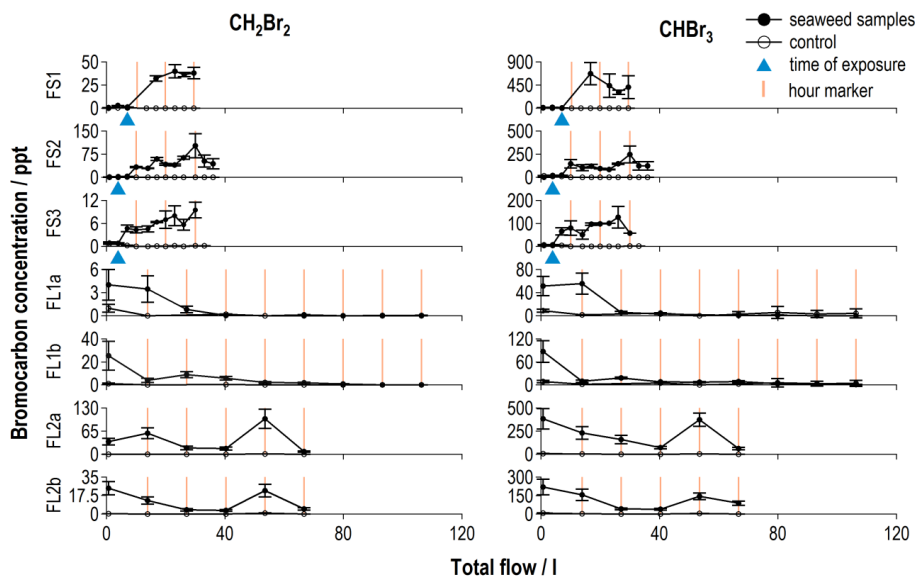 CH₂Br₂
CHBr₃
seaweed samples
control
time of exposure
hour marker
Bromocarbon concentration / ppt
FS1
50
25
0
900
450
0
FS2
150
75
0
500
250
0
FS3
12
6
0
200
100
0
FL1a
6
4
2
0
80
40
0
FL1b
40
20
0
120
60
0
FL2a
130
65
0
500
250
0
FL2b
35
17.5
0
300
150
0
0 40 80 120
0 40 80 120
Total flow / l